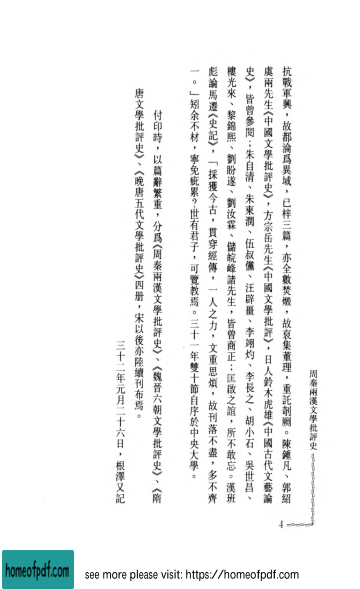 周秦兩漢文學批評史
4
抗戰軍興，故都淪爲異域，已梓三篇，亦全數焚燬，故裒集董理，重託剞劂。陳鍾凡、郭紹
虞兩先生《中國文學批評史》，方宗岳先生《中國文學批評》，日人鈴木虎雄《中國古代文藝論
史》，皆曾參閱；朱自清、朱東潤、伍叔儻、汪辟畺、李翊灼、李長之、胡小石、吳世昌、
樓光來、黎錦熙、劉盼遂、劉汝霖、儲皖峰諸先生，皆曾商正；匡啟之誼，所不敢忘。漢班
彪論馬遷《史記》，「採獲今古，貫穿經傳，一人之力，文重思煩，故刊落不盡，多不齊
一。」矧余不材，寧免疵累？世有君子，可覽教焉。三十一年雙十節自序於中央大學。
付印時，以篇辭繁重，分爲《周秦兩漢文學批評史》、《魏晉六朝文學批評史》、《隋
唐文學批評史》、《晚唐五代文學批評史》四册，宋以後亦陸續刊布焉。
三十二年元月二十六日，根澤又記
homeofpdf.com
see more please visit: https://homeofpdf.com